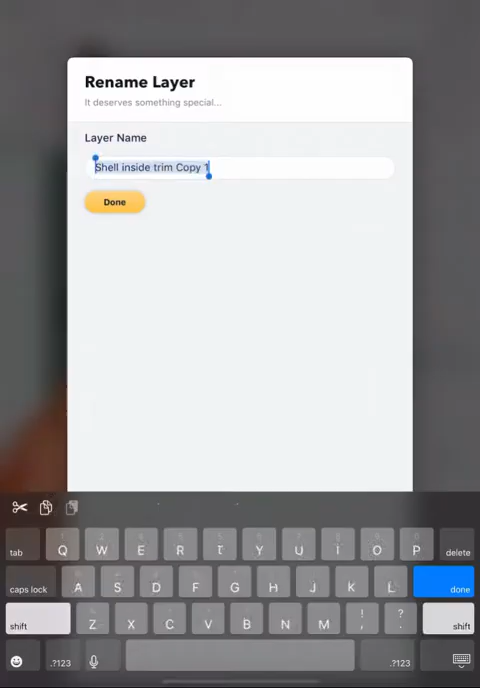 Rename Layer
It deserves something special...
Layer Name
Shell inside trim Copy 1
Done
tab Q W E R T Y U I O P delete
caps lock A S D F G H J K L done
shift Z X C V B N M ! , ? . shift
.?123 .?123